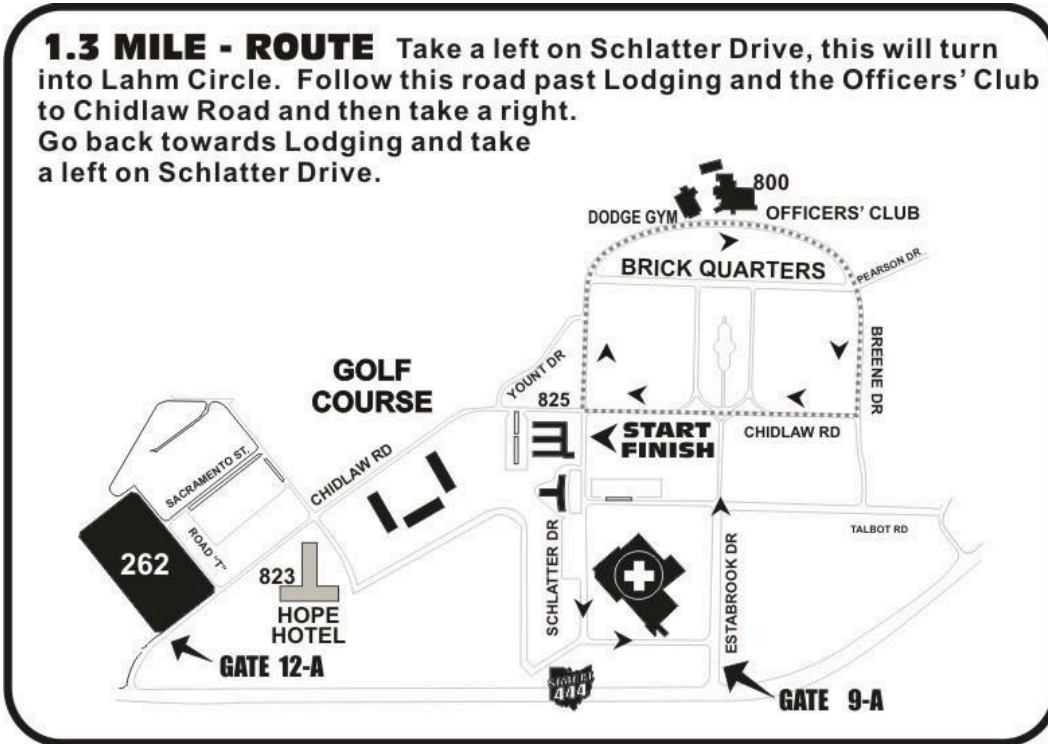 1.3 MILE - ROUTE Take a left on Schlatter Drive, this will turn
into Lahm Circle. Follow this road past Lodging and the Officers' Club
to Chidlaw Road and then take a right.
Go back towards Lodging and take
a left on Schlatter Drive.
800
DODGE GYM
OFFICERS' CLUB
BRICK QUARTERS
PEARSON DR
GOLF
COURSE
YOUNT DR
BREENE DR
825
START
FINISH
CHIDLAW RD
CHIDLAW RD
SACRAMENTO ST.
ROAD "T"
262
823
HOPE
HOTEL
SCHLATTER DR
ESTABROOK DR
TALBOT RD
GATE 12-A
444
GATE 9-A